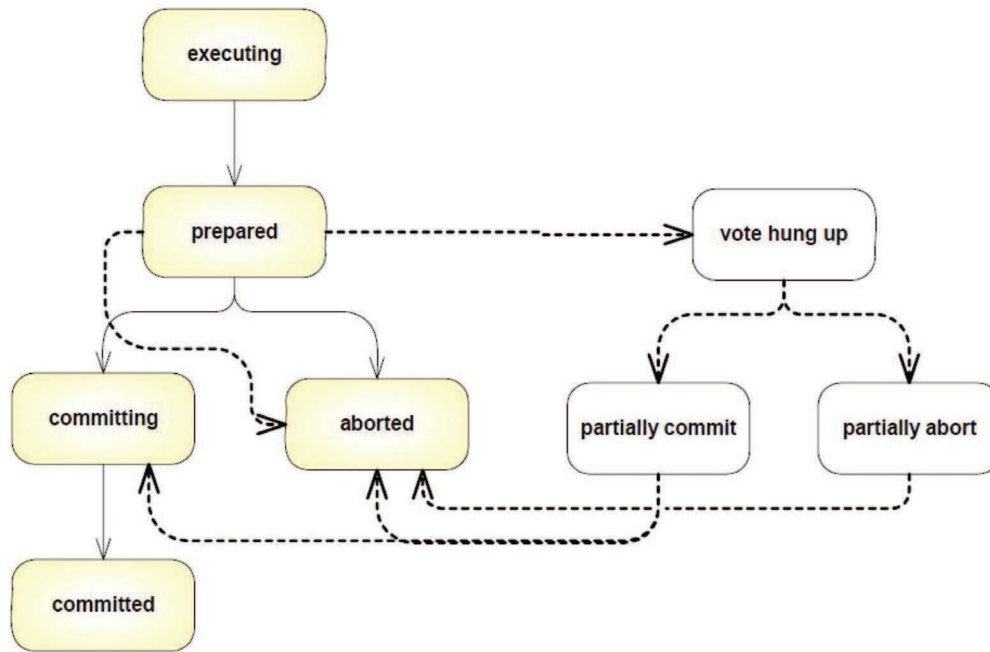 executing
prepared
vote hung up
committing
aborted
partially commit
partially abort
committed